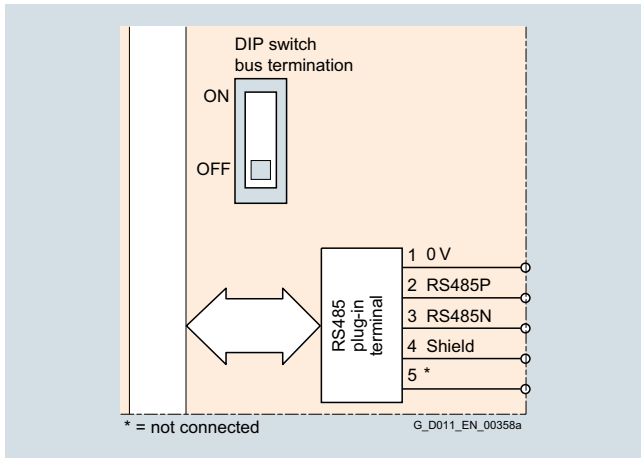 DIP switch
bus termination
ON
OFF
RS485
plug-in
terminal
1 0 V
2 RS485P
3 RS485N
4 Shield
5 *
* = not connected
G_D011_EN_00358a